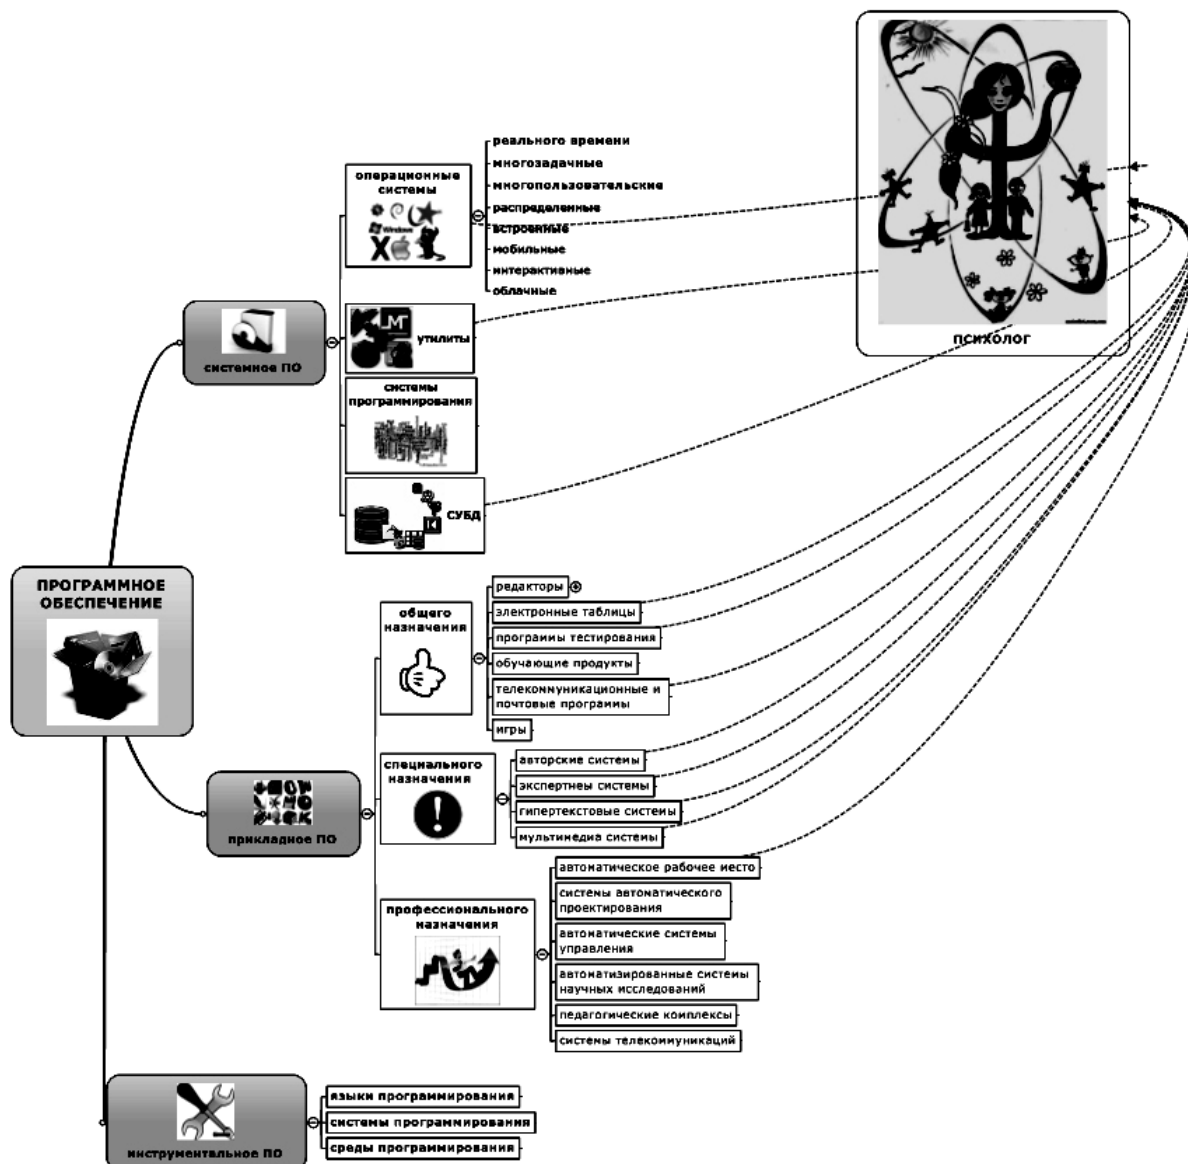 ПСИХОЛОГ
реального времени
многозадачные
многопользовательские
распределенные
встроенные
мобильные
интерактивные
облачные
операционные
системы
Windows
утилиты
системы
программирования
СУБД
системное ПО
ПРОГРАММНОЕ
ОБЕСПЕЧЕНИЕ
общего
назначения
редакторы
электронные таблицы
программы тестирования
обучающие продукты
телекоммуникационные и
почтовые программы
игры
специального
назначения
авторские системы
экспертнеы системы
гипертекстовые системы
мультимедиа системы
прикладное ПО
профессионального
назначения
автоматическое рабочее место
системы автоматического
проектирования
автоматические системы
управления
автоматизированные системы
научных исследований
педагогические комплексы
системы телекоммуникаций
инструментальное ПО
языки программирования
системы программирования
среды программирования